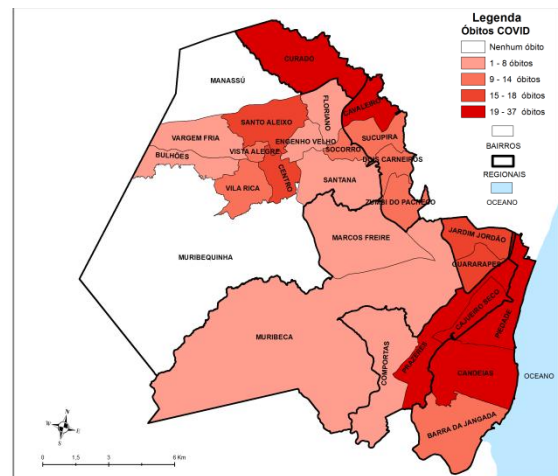 Legenda
Óbitos COVID
Nenhum óbito
1 - 8 óbitos
9 - 14 óbitos
15 - 18 óbitos
19 - 37 óbitos
BAIRROS
REGIONAIS
OCEANO
CURADO
MANASSÚ
FLORIANO
CAVALEIRO
SANTO ALEIXO
VARGEM FRIA
ENGENHO VELHO
SUCUPIRA
SOCORRO
VISTA ALEGRE
BULHÕES
DOIS CARNEIROS
CENTRO
SANTANA
VILA RICA
ZUMBI DO PACHECO
MARCOS FREIRE
JARDIM JORDÃO
MURIBEQUINHA
GUARARAPES
CAJUEIRO SECO
PIEDADE
MURIBECA
COMPORTAS
PRAZERES
CANDEIAS
OCEANO
BARRA DA JANGADA
N
W E
S
3 1,5 0 3 6 Km